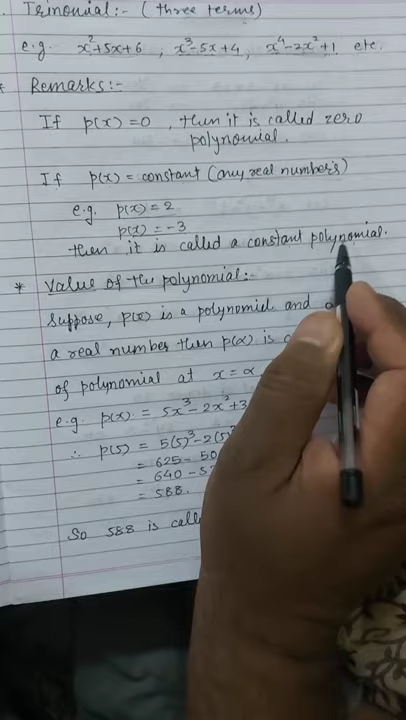 Trinomial:- (three terms)
e.g. x²+5x+6 , x³-5x+4, x⁴-2x²+1 etc.
Remarks:-
If p(x)=0 , then it is called zero
polynomial.
If p(x) = constant (any real number's)
e.g. p(x) = 2
p(x) = -3
then it is called a constant polynomial.
* Value of the polynomial:-
Suppose, p(x) is a polynomial and
a real number then p(α) is
of polynomial at x = α
e.g. p(x) = 5x³-2x²+3
∴ p(5) = 5(5)³-2(5)²
= 625 - 50
= 640 - 5
= 588.
So 588 is call